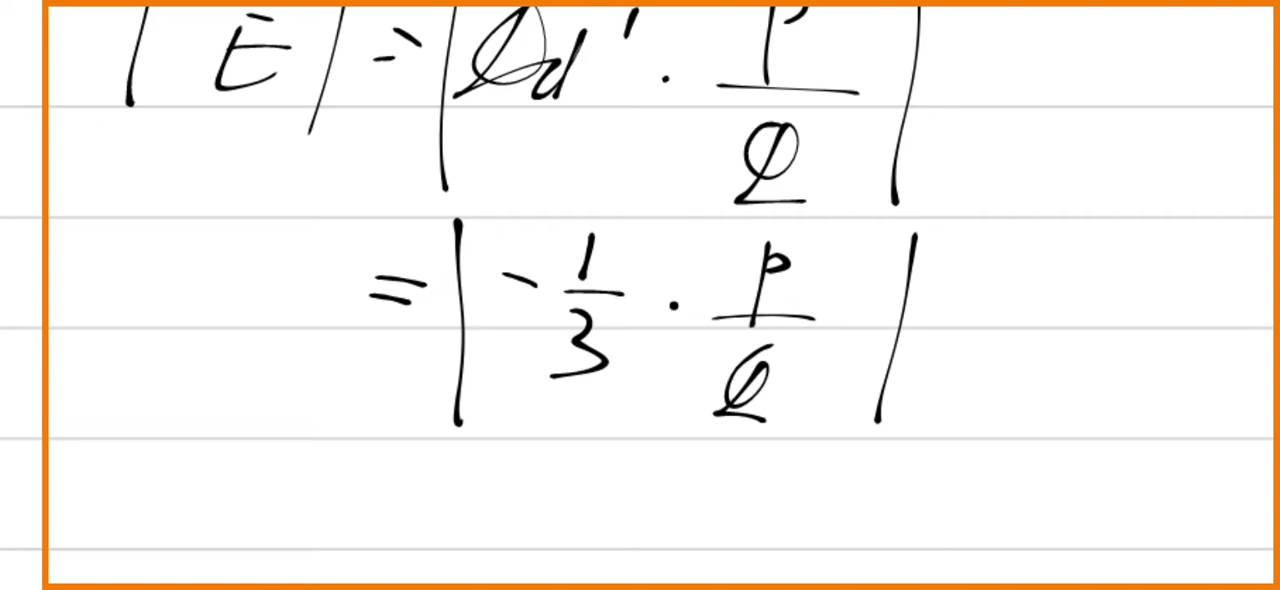 |E| = |Qd' · P/Q|
= |- 1/3 · P/Q|